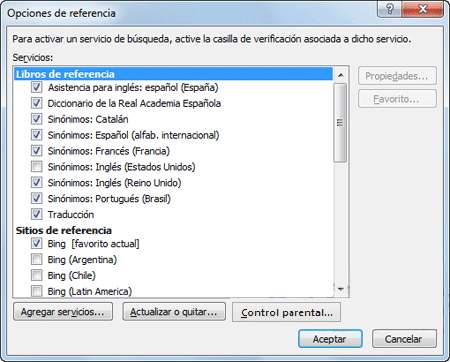 Opciones de referencia
Para activar un servicio de búsqueda, active la casilla de verificación asociada a dicho servicio.
Servicios:
Libros de referencia
Asistencia para inglés: español (España)
Diccionario de la Real Academia Española
Sinónimos: Catalán
Sinónimos: Español (alfab. internacional)
Sinónimos: Francés (Francia)
Sinónimos: Inglés (Estados Unidos)
Sinónimos: Inglés (Reino Unido)
Sinónimos: Portugués (Brasil)
Traducción
Sitios de referencia
Bing [favorito actual]
Bing (Argentina)
Bing (Chile)
Bing (Latin America)
Propiedades...
Favorito...
Agregar servicios... Actualizar o quitar... Control parental...
Aceptar Cancelar